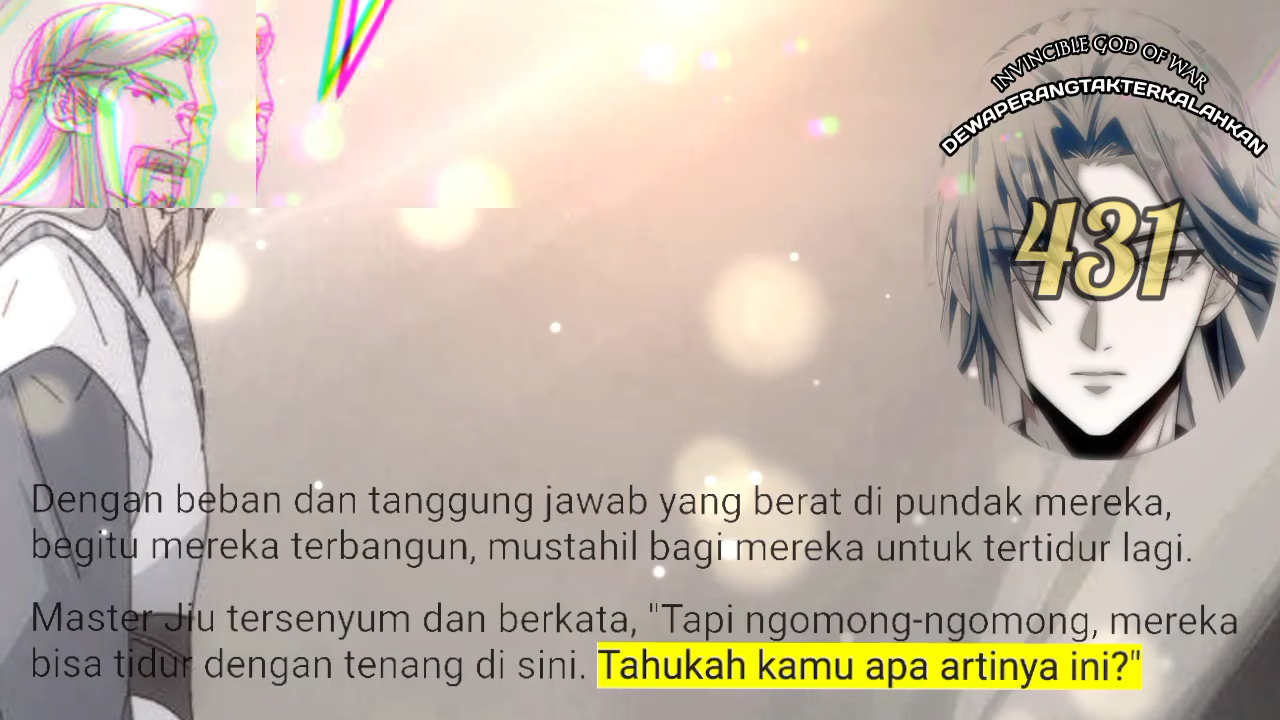 INVINCIBLE GOD OF WAR
DEWAPERANGTAKTERKALAHKAN
431
Dengan beban dan tanggung jawab yang berat di pundak mereka,
begitu mereka terbangun, mustahil bagi mereka untuk tertidur lagi.
Master Jiu tersenyum dan berkata, "Tapi ngomong-ngomong, mereka
bisa tidur dengan tenang di sini. Tahukah kamu apa artinya ini?"